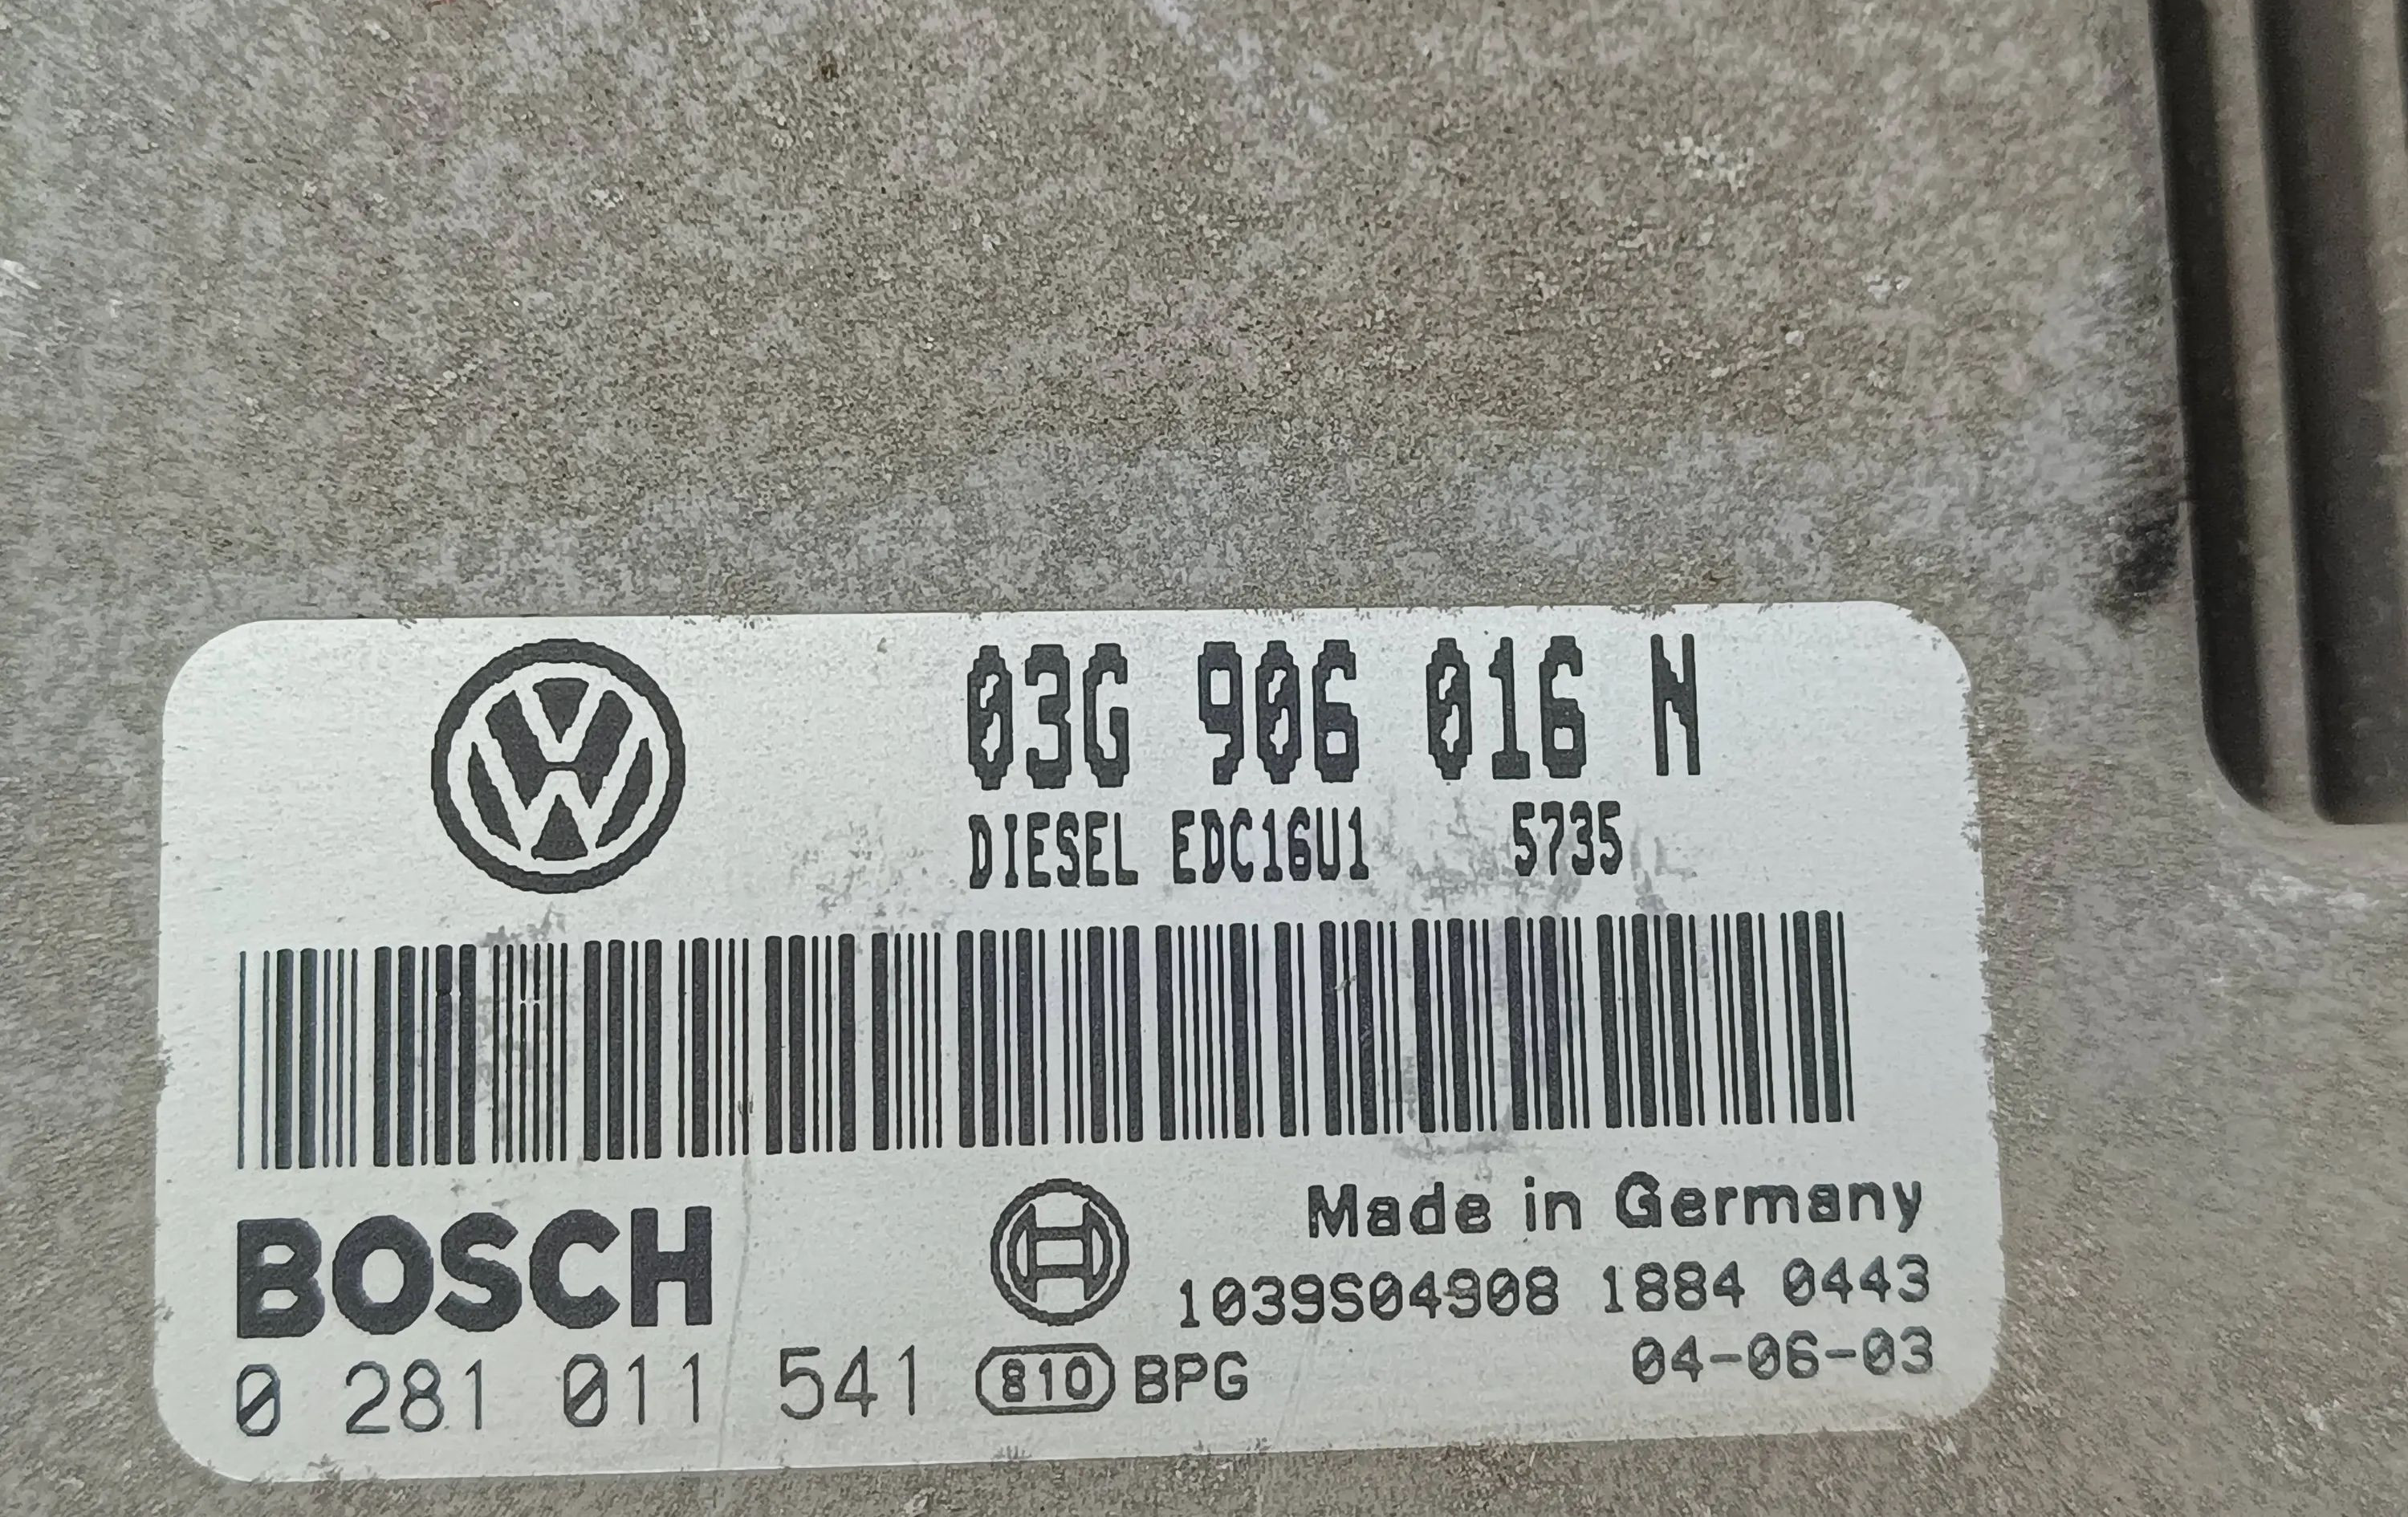 03G 906 016 N
DIESEL EDC16U1 5735
BOSCH
Made in Germany
1039S04908 1884 0443
04-06-03
0 281 011 541 810 BPG